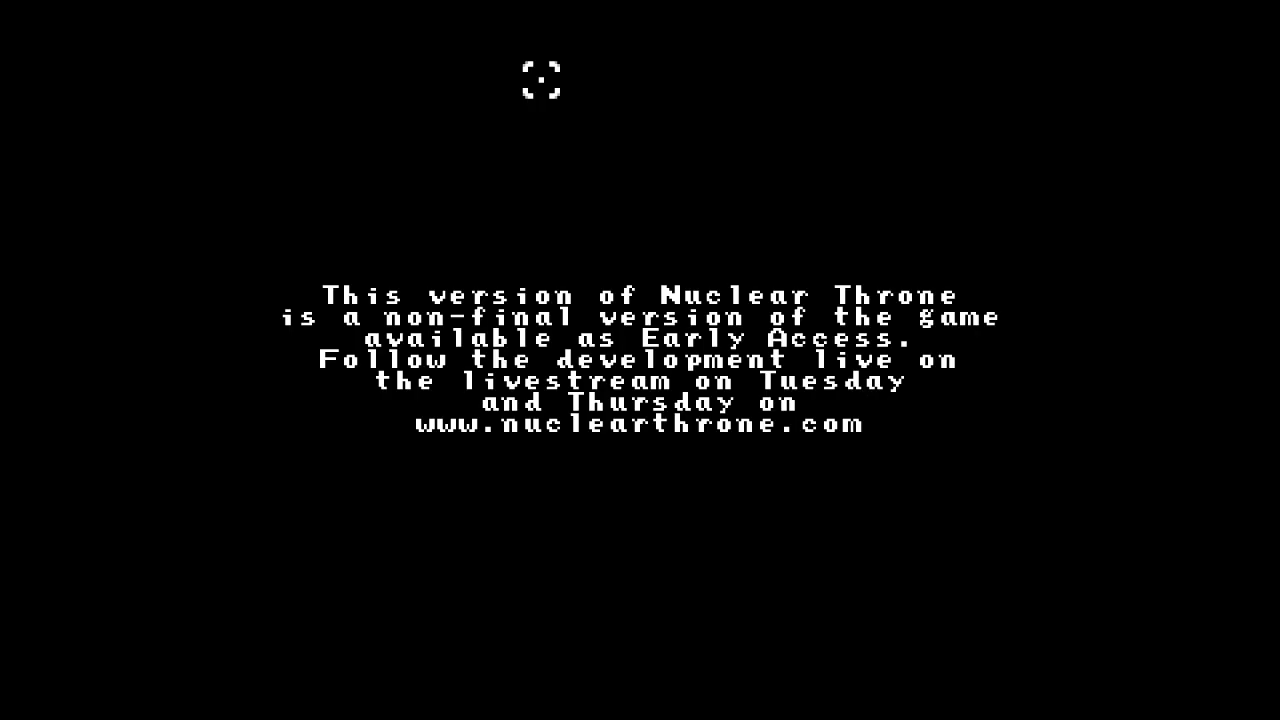 This version of Nuclear Throne
is a non-final version of the game
available as Early Access.
Follow the development live on
the livestream on Tuesday
and Thursday on
www.nuclearthrone.com